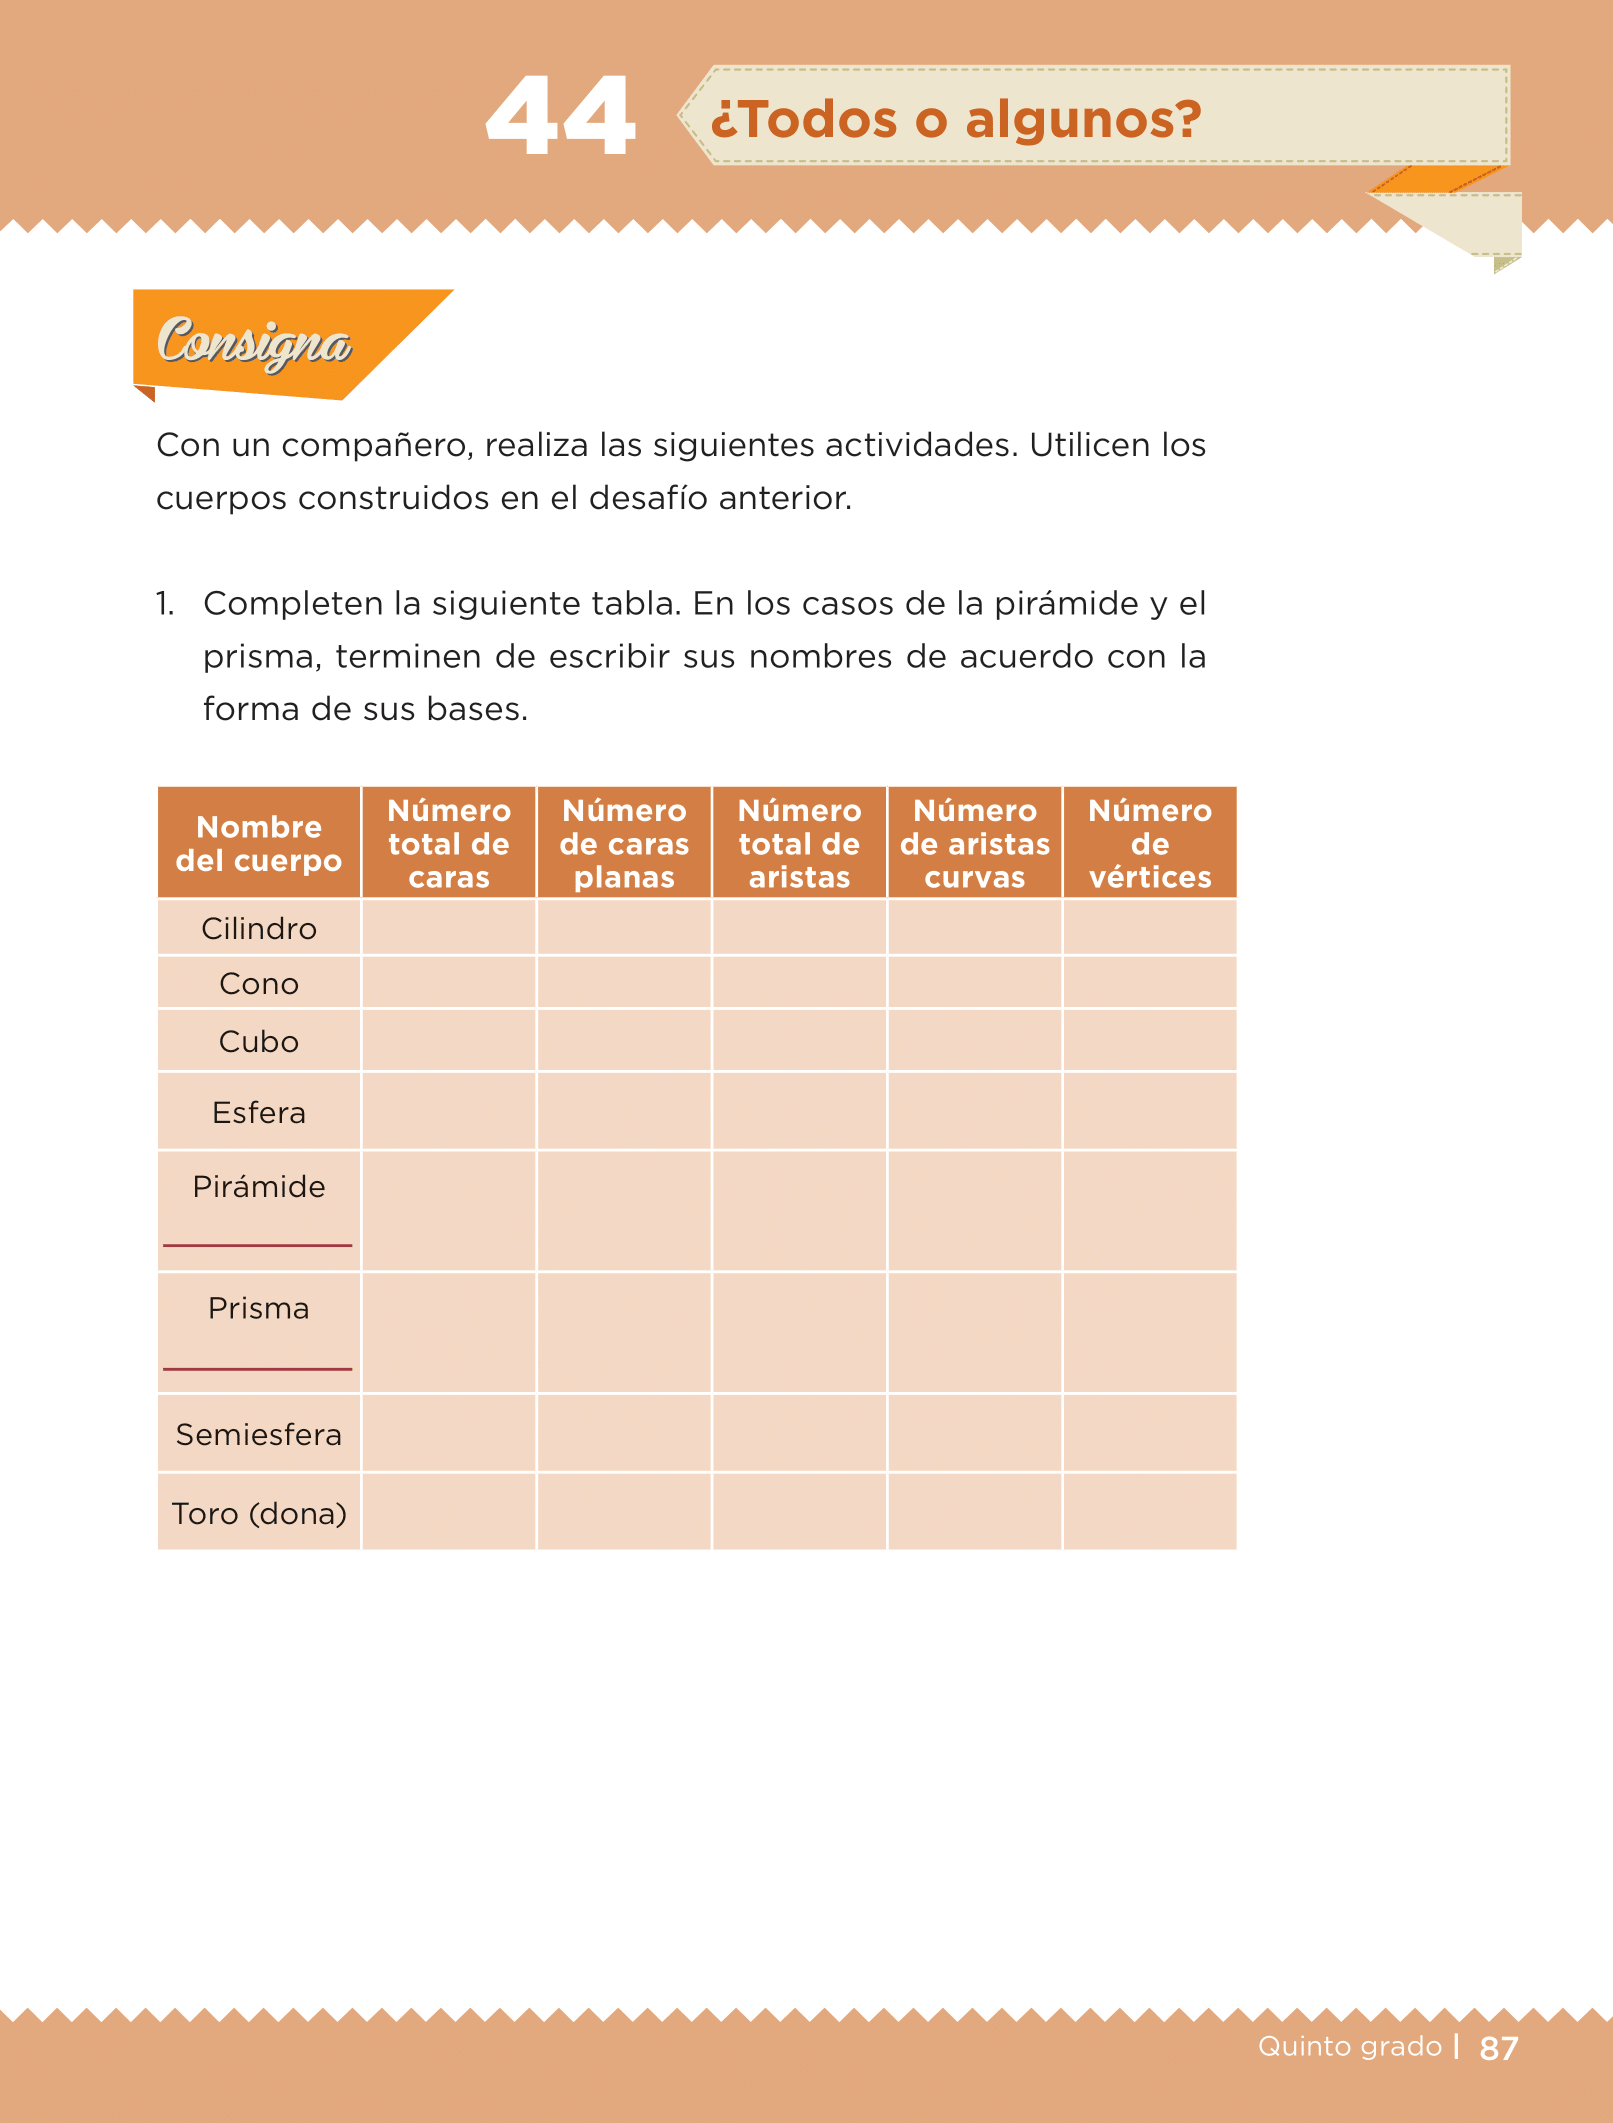 44
¿Todos o algunos?
Consigna
Con un compañero, realiza las siguientes actividades. Utilicen los
cuerpos construidos en el desafío anterior.
1. Completen la siguiente tabla. En los casos de la pirámide y el
prisma, terminen de escribir sus nombres de acuerdo con la
forma de sus bases.
Nombre
del cuerpo
Número
total de
caras
Número
de caras
planas
Número
total de
aristas
Número
de aristas
curvas
Número
de
vértices
Cilindro
Cono
Cubo
Esfera
Pirámide
Prisma
Semiesfera
Toro (dona)
Quinto grado | 87